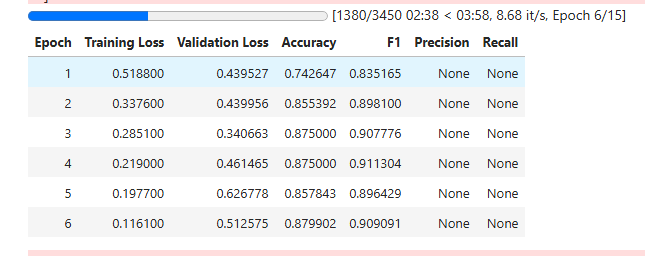 [1380/3450 02:38 < 03:58, 8.68 it/s, Epoch 6/15]
Epoch Training Loss Validation Loss Accuracy F1 Precision Recall
1 0.518800 0.439527 0.742647 0.835165 None None
2 0.337600 0.439956 0.855392 0.898100 None None
3 0.285100 0.340663 0.875000 0.907776 None None
4 0.219000 0.461465 0.875000 0.911304 None None
5 0.197700 0.626778 0.857843 0.896429 None None
6 0.116100 0.512575 0.879902 0.909091 None None